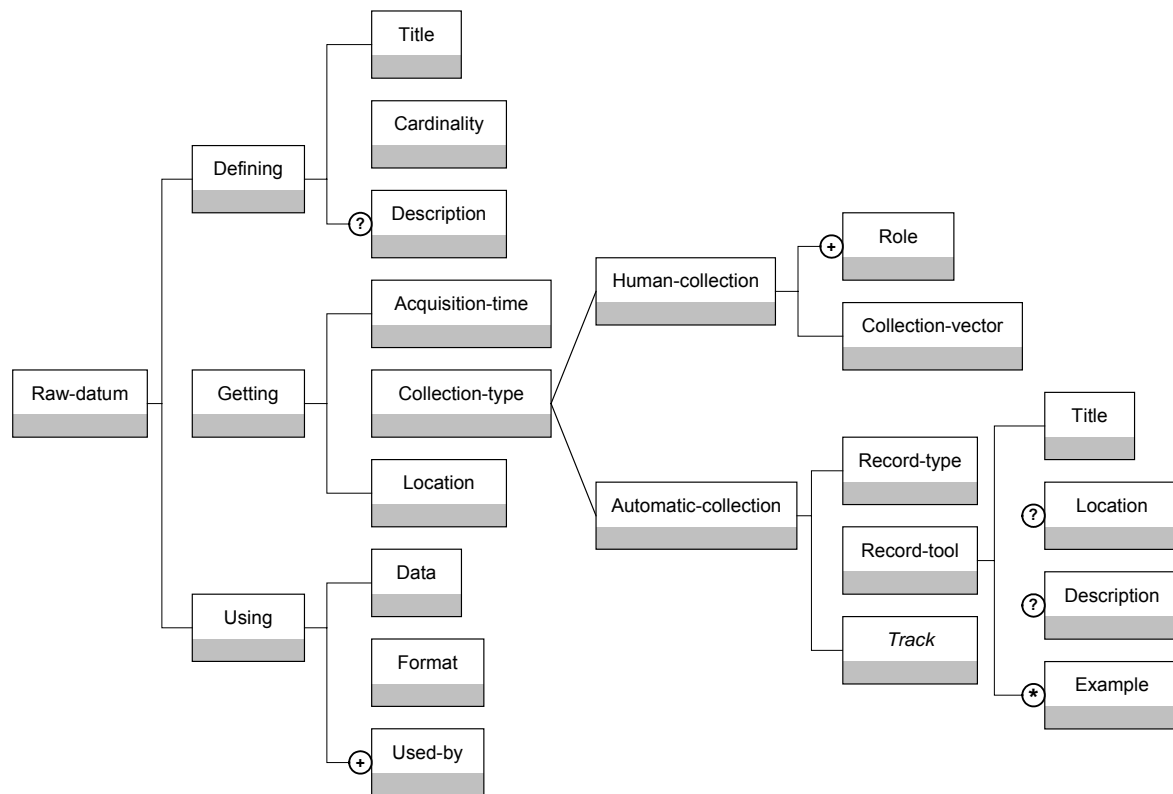 Title
Cardinality
Defining
? Description
Role
+
Human-collection
Acquisition-time
Collection-vector
Raw-datum
Getting
Collection-type
Title
Record-type
Location
Automatic-collection
? Location
Record-tool
Data
? Description
Using
Track
Format
* Example
+ Used-by